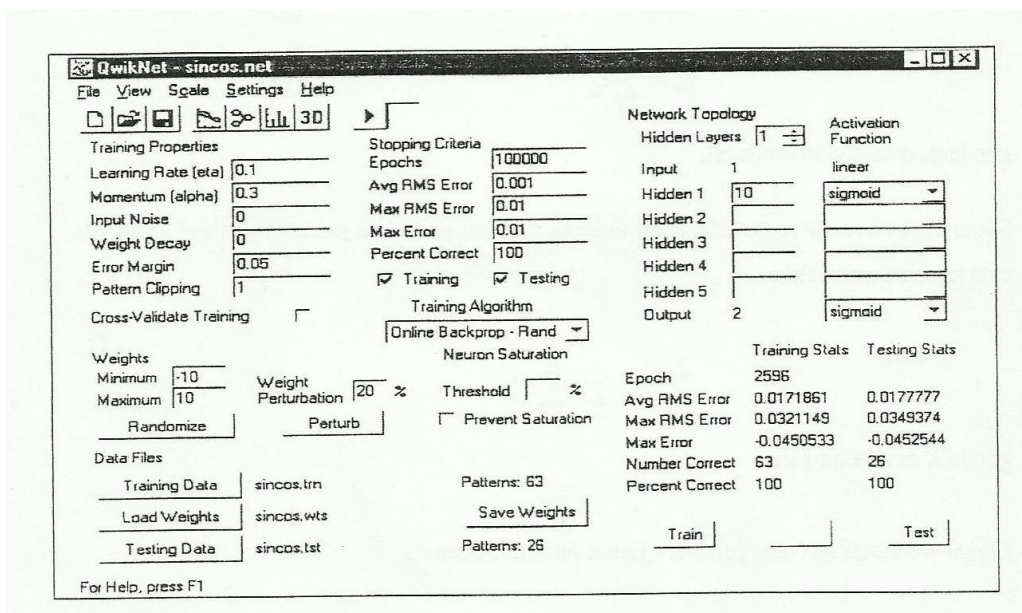 QwikNet - sincos.net
File View Scale Settings Help
3D
Training Properties
Learning Rate (eta) 0.1
Momentum (alpha) 0.3
Input Noise 0
Weight Decay 0
Error Margin 0.05
Pattern Clipping 1
Cross-Validate Training
Stopping Criteria
Epochs 100000
Avg RMS Error 0.001
Max RMS Error 0.01
Max Error 0.01
Percent Correct 100
Training Testing
Training Algorithm
Online Backprop - Rand
Network Topology
Hidden Layers 1
Activation
Function
Input 1 linear
Hidden 1 10 sigmoid
Hidden 2
Hidden 3
Hidden 4
Hidden 5
Output 2 sigmoid
Weights
Minimum -10
Maximum 10
Randomize
Weight
Perturbation 20 %
Perturb
Neuron Saturation
Threshold %
Prevent Saturation
Training Stats Testing Stats
Epoch 2596
Avg RMS Error 0.0171861 0.0177777
Max RMS Error 0.0321149 0.0349374
Max Error -0.0450533 -0.0452544
Number Correct 63 26
Percent Correct 100 100
Data Files
Training Data sincos.trn Patterns: 63
Load Weights sincos.wts Save Weights
Testing Data sincos.tst Patterns: 26
Train Test
For Help, press F1